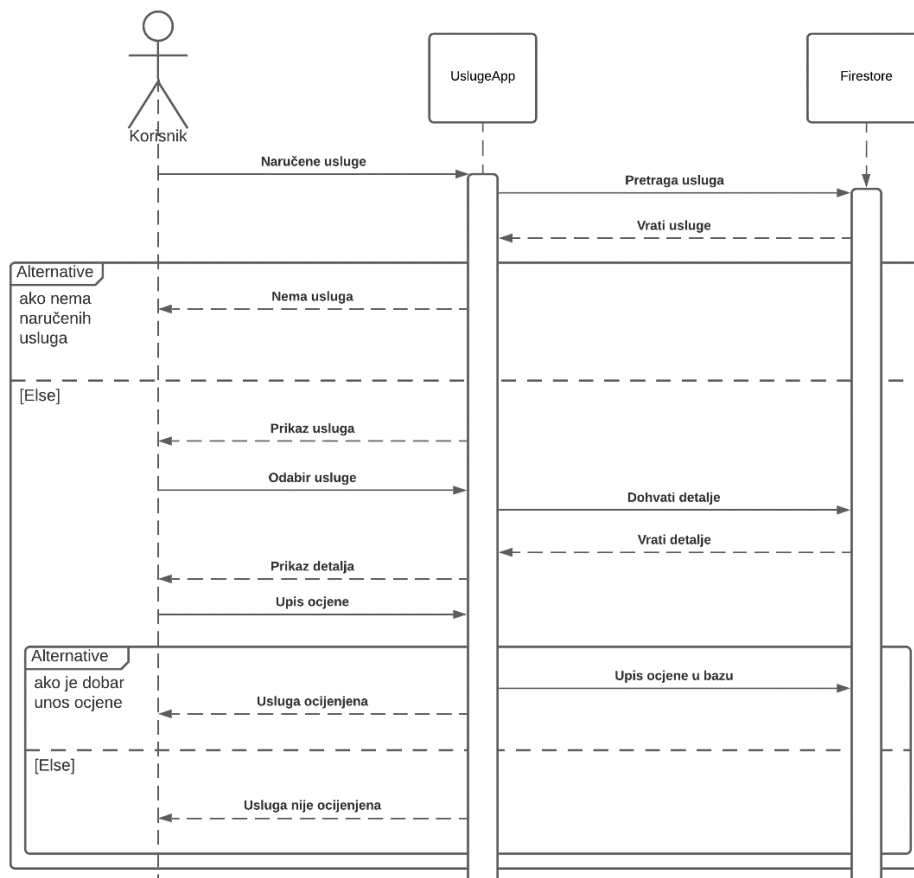 UslugeApp
Firestore
Korisnik
Naručene usluge
Pretraga usluga
Vrati usluge
Alternative
ako nema
naručenih
usluga
Nema usluga
[Else]
Prikaz usluga
Odabir usluge
Dohvati detalje
Vrati detalje
Prikaz detalja
Upis ocjene
Alternative
ako je dobar
unos ocjene
Upis ocjene u bazu
Usluga ocijenjena
[Else]
Usluga nije ocijenjena